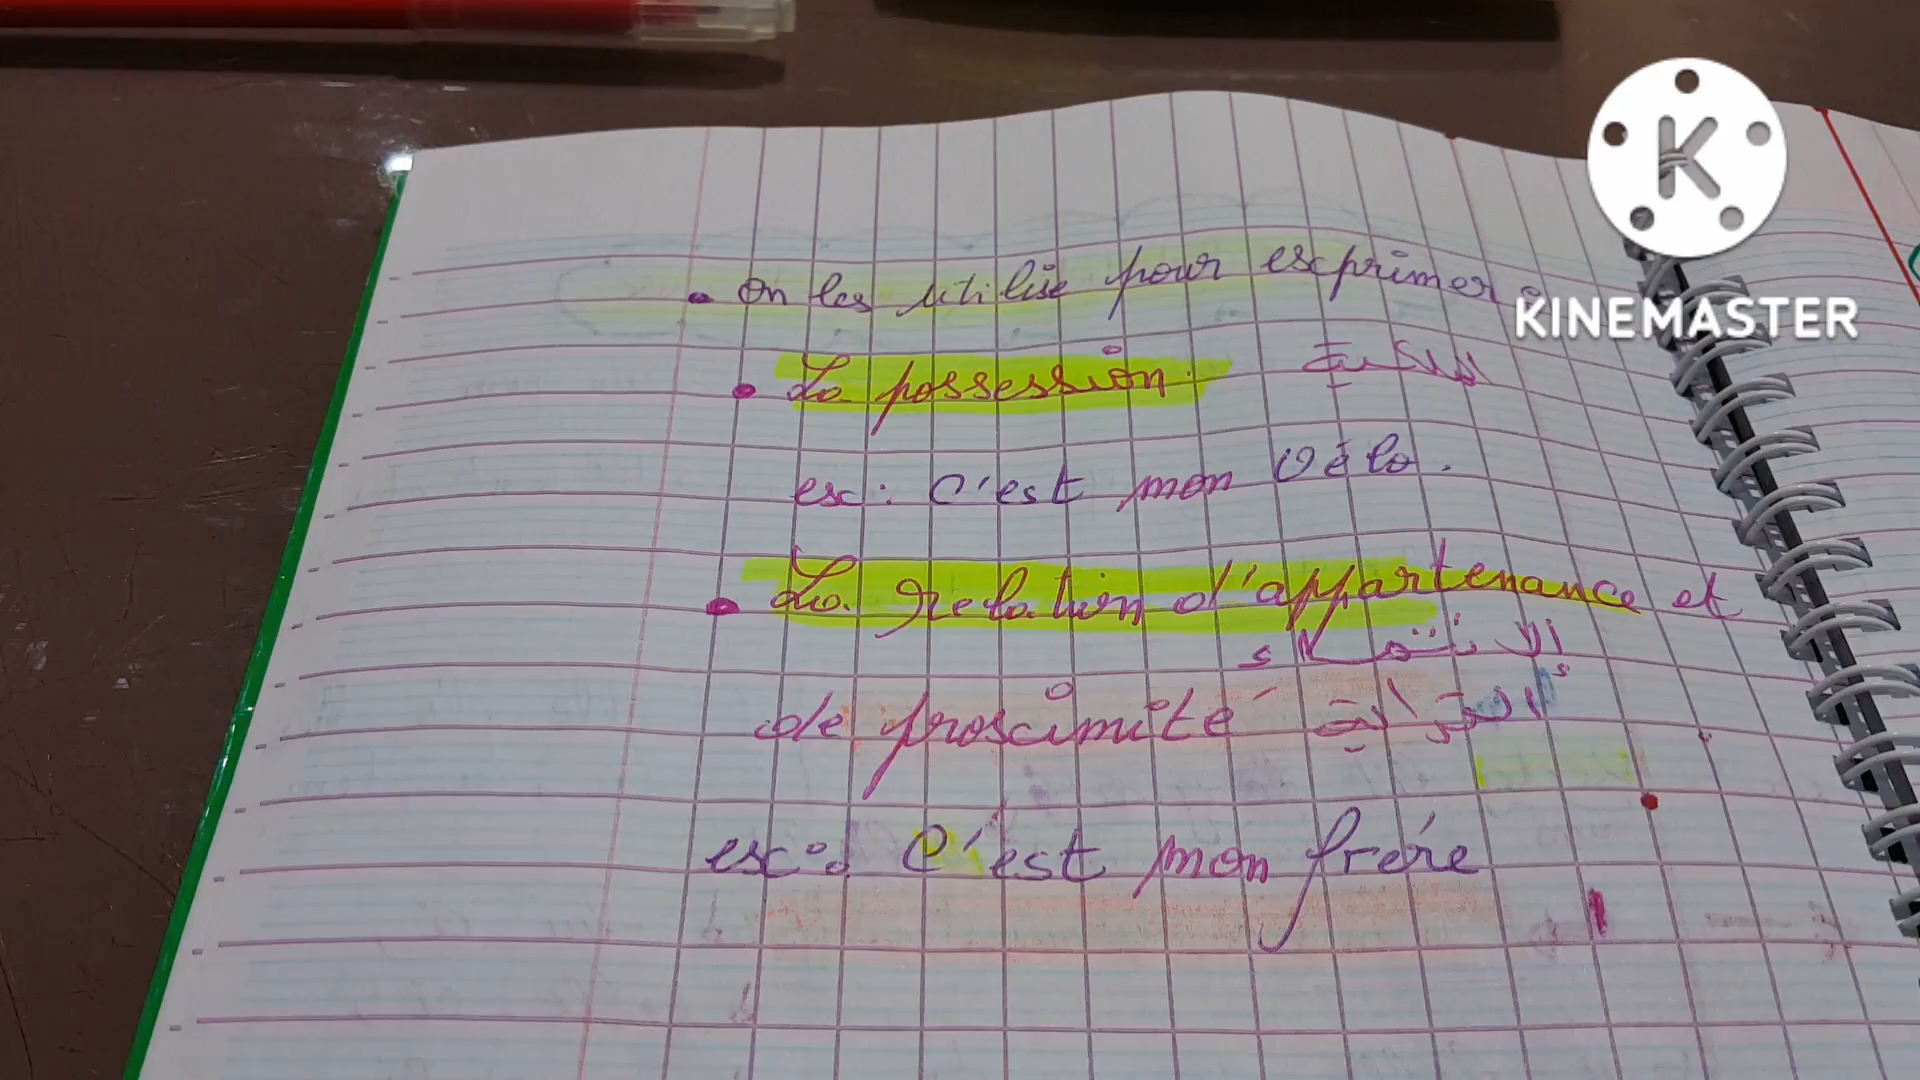 On les utilise pour exprimer :
La possession. الملكية
ex: C'est mon vélo.
La relation d'appartenance et
الانتماء
de proximité القرابة
ex: C'est mon frère
KINEMASTER